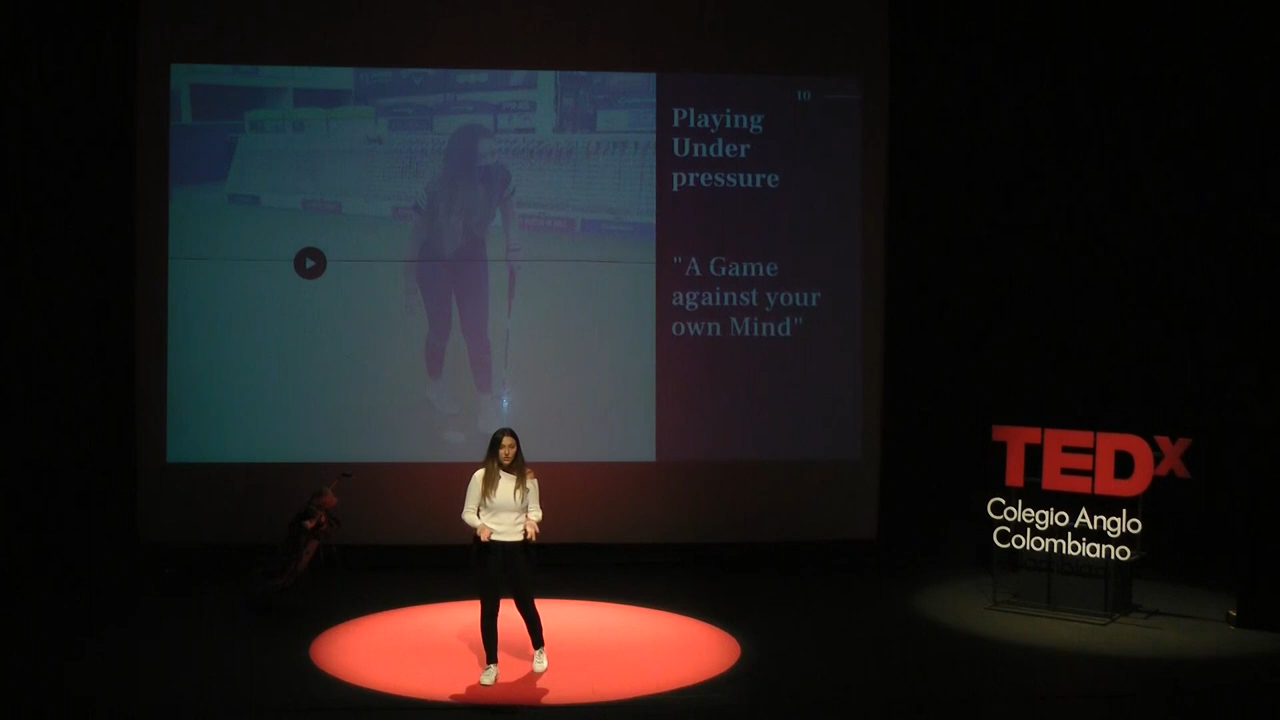 10
Playing
Under
pressure
"A Game
against your
own Mind"
TEDx
Colegio Anglo
Colombiano